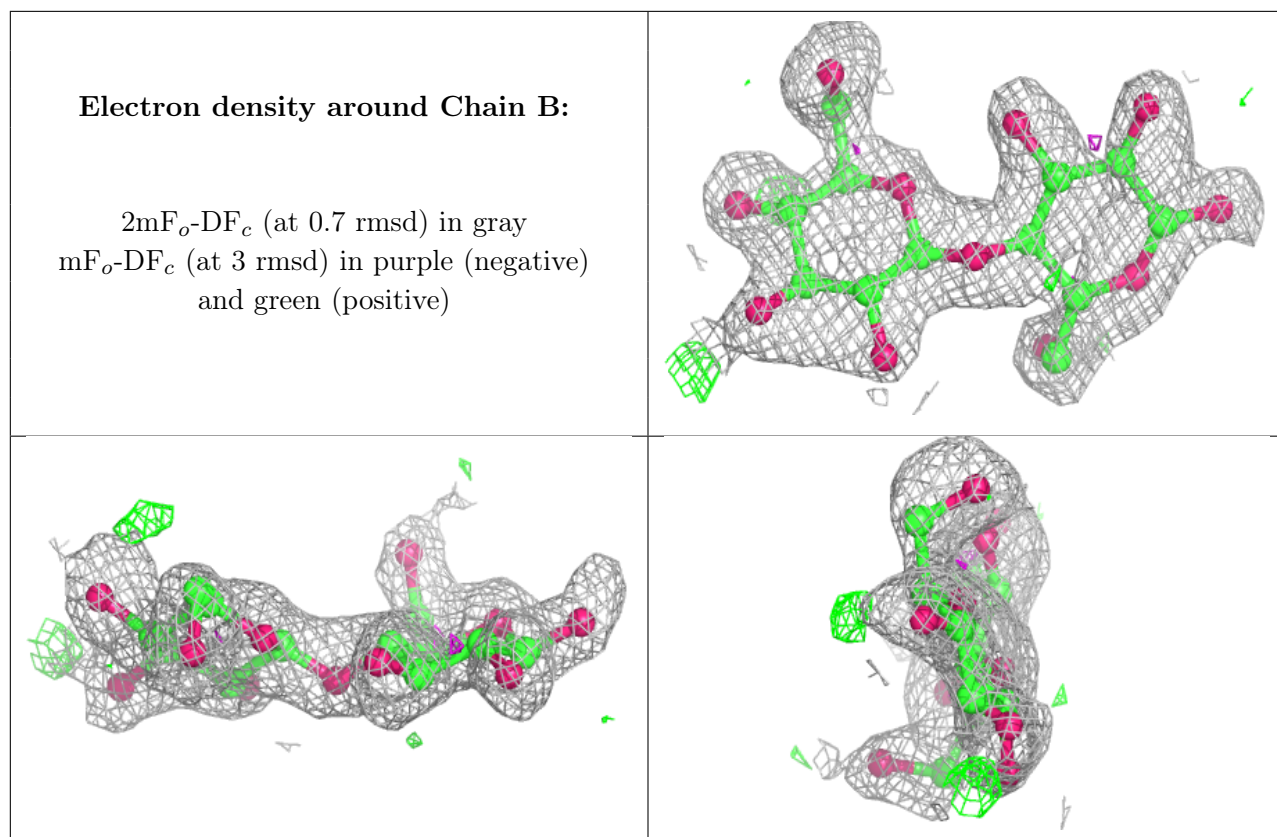 Electron density around Chain B:
2mFo-DFc (at 0.7 rmsd) in gray
mFo-DFc (at 3 rmsd) in purple (negative)
and green (positive)